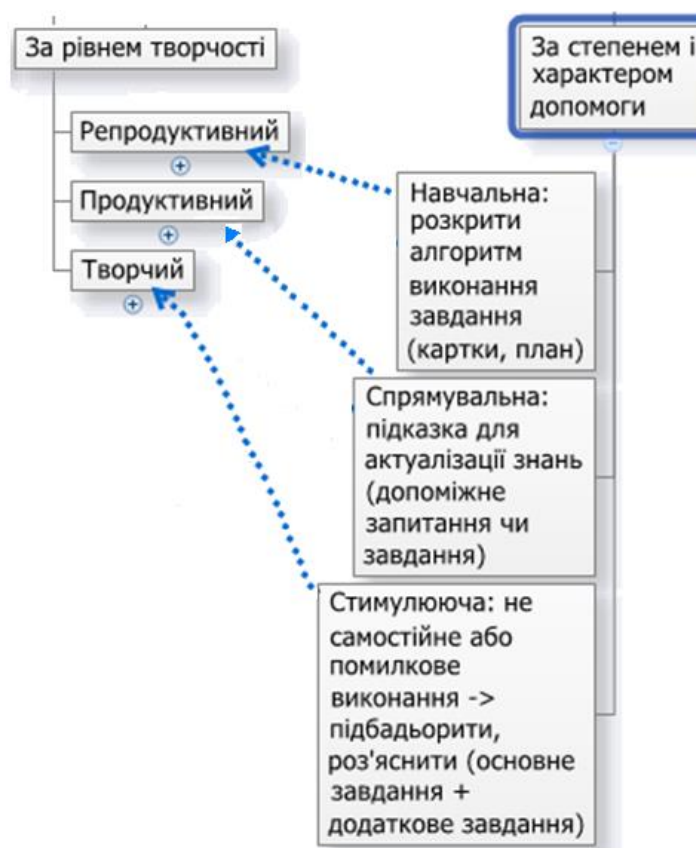 За рівнем творчості
Репродуктивний
Продуктивний
Творчий
За степенем і
характером
допомоги
Навчальна:
розкрити
алгоритм
виконання
завдання
(картки, план)
Спрямувальна:
підказка для
актуалізації знань
(допоміжне
запитання чи
завдання)
Стимулююча: не
самостійне або
помилкове
виконання ->
підбадьорити,
роз'яснити (основне
завдання +
додаткове завдання)